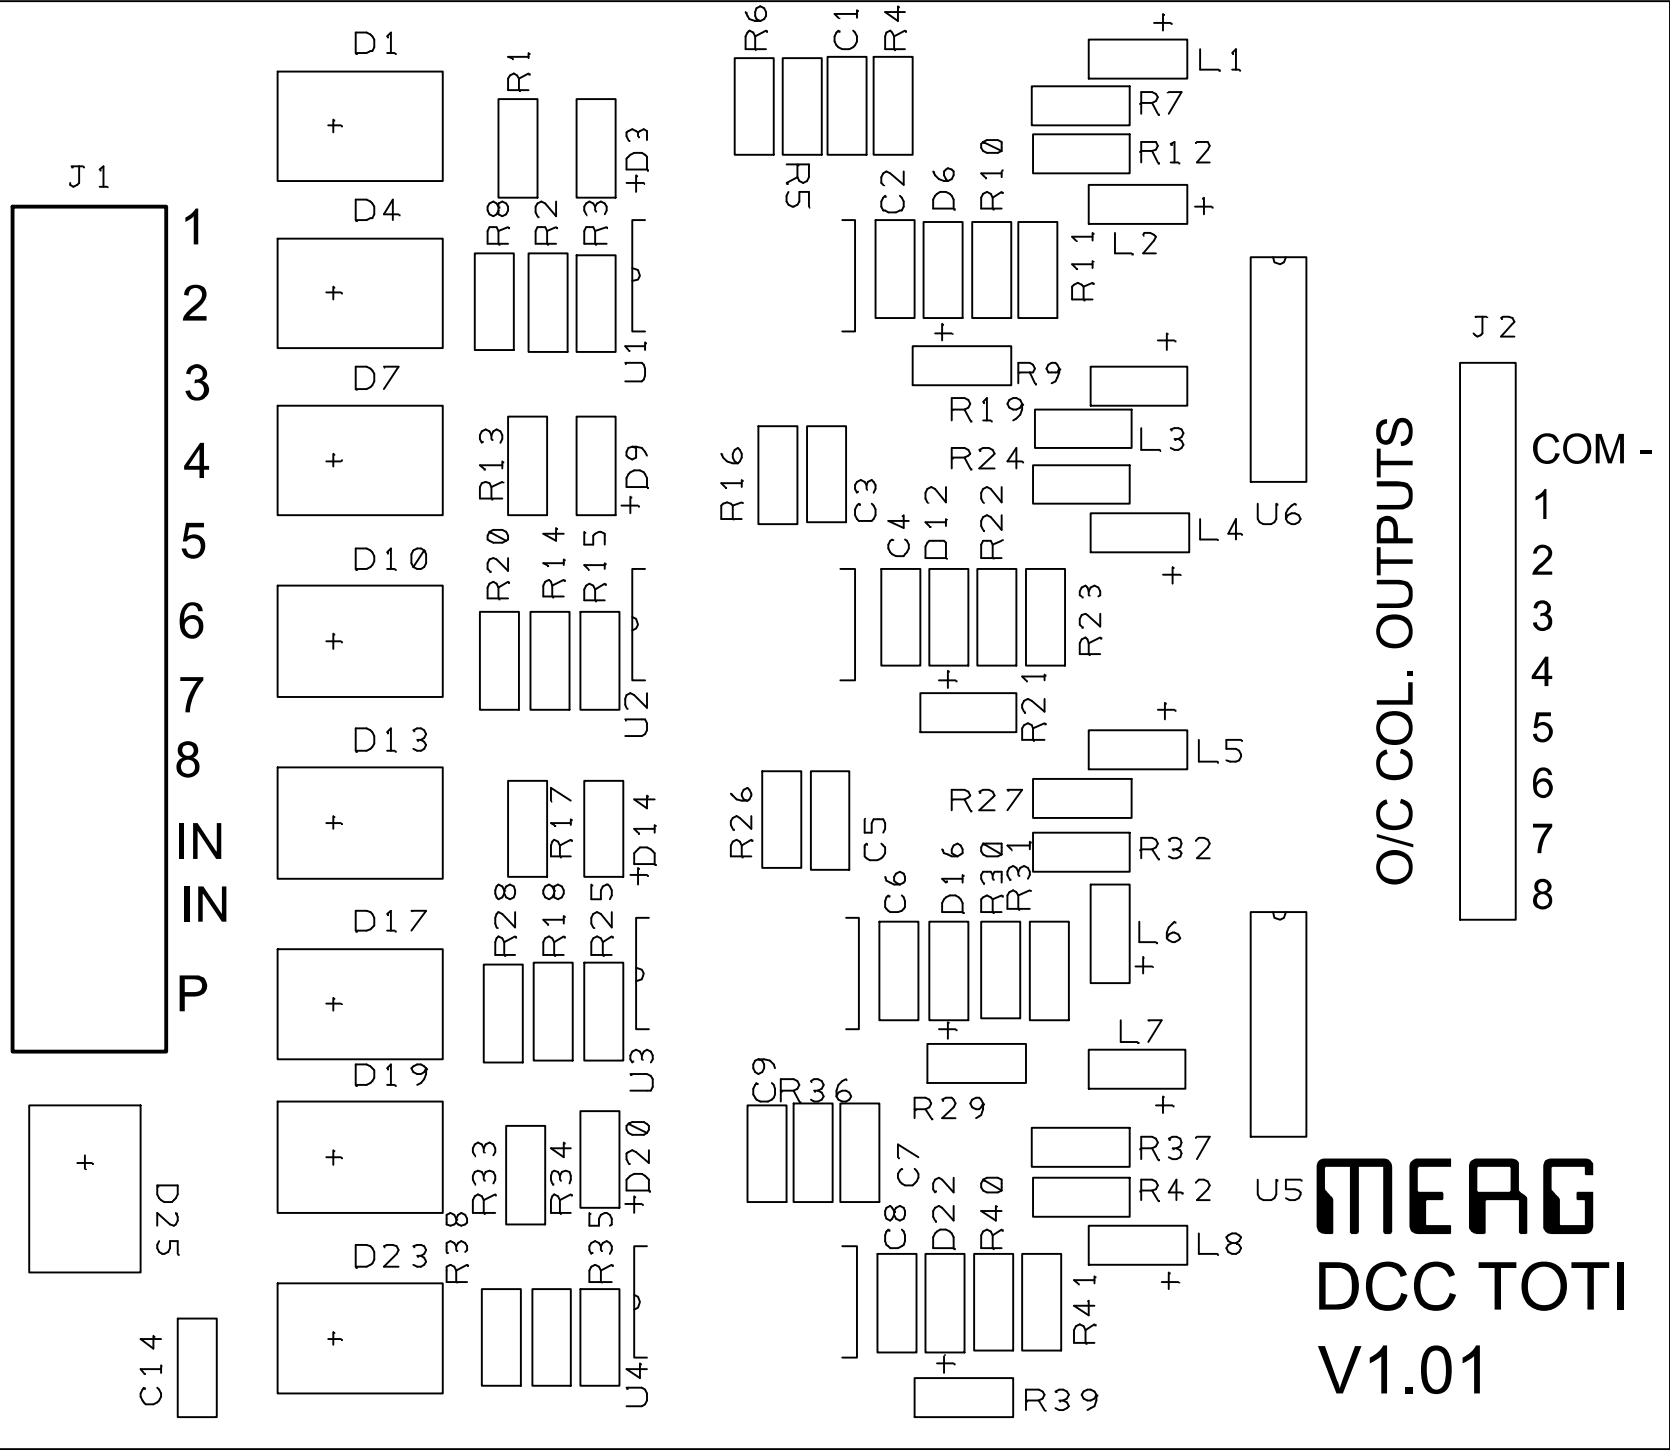 J1
1
2
3
4
5
6
7
8
IN
IN
P
D25
C14
D1
+
D4
+
D7
+
D10
+
D13
+
D17
+
D19
+
D23
+
+
R1
+D3
R8
R2
R3
U1
R13
+D9
R20
R14
R15
U2
R17
+D14
R28
R18
R25
U3
R33
R34
+D20
R38
R35
U4
R6
C1
R4
R5
C2
D6
R10
R11
+
R9
R16
C3
C4
D12
R22
R23
+
R21
R26
C5
C6
D16
R30
R31
+
R29
C9
R36
C7
C8
D22
R40
R41
+
R39
+
L1
R7
R12
+
L2
+
R19
L3
R24
L4
+
+
L5
R27
R32
L6
+
L7
+
R37
R42
L8
+
U6
U5
O/C COL. OUTPUTS
J2
COM -
1
2
3
4
5
6
7
8
MERG
DCC TOTI
V1.01